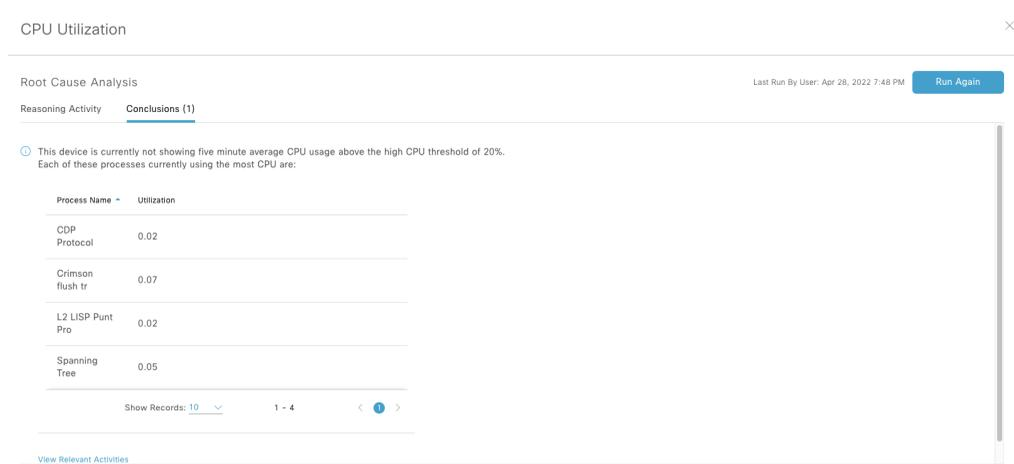 CPU Utilization
Root Cause Analysis
Last Run By User: Apr 28, 2022 7:48 PM
Run Again
Reasoning Activity
Conclusions (1)
This device is currently not showing five minute average CPU usage above the high CPU threshold of 20%.
Each of these processes currently using the most CPU are:
Process Name
Utilization
CDP
Protocol
0.02
Crimson
flush tr
0.07
L2 LISP Punt
Pro
0.02
Spanning
Tree
0.05
Show Records: 10
1 - 4
1
View Relevant Activities